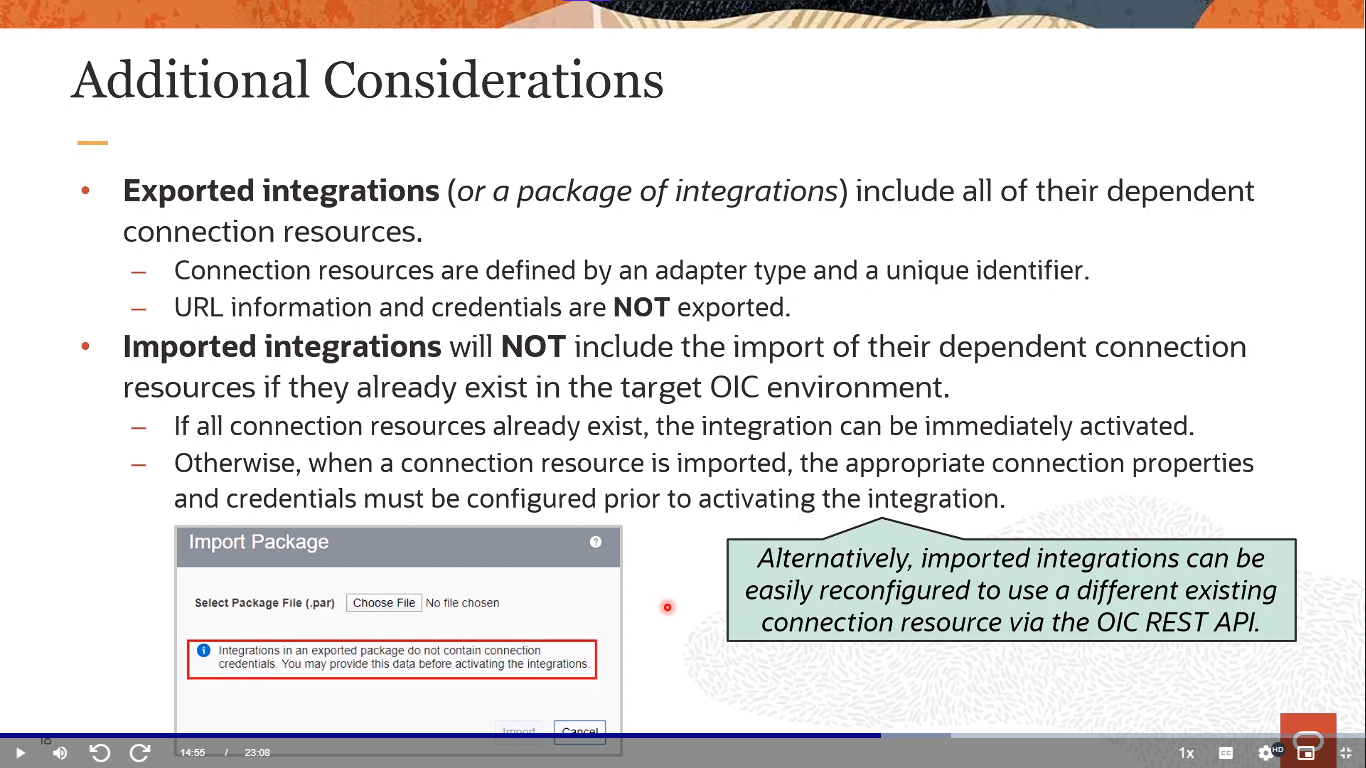 Additional Considerations
• Exported integrations (or a package of integrations) include all of their dependent
connection resources.
– Connection resources are defined by an adapter type and a unique identifier.
– URL information and credentials are NOT exported.
• Imported integrations will NOT include the import of their dependent connection
resources if they already exist in the target OIC environment.
– If all connection resources already exist, the integration can be immediately activated.
– Otherwise, when a connection resource is imported, the appropriate connection properties
and credentials must be configured prior to activating the integration.
Import Package ?
Select Package File (.par) Choose File No file chosen
i Integrations in an exported package do not contain connection
credentials. You may provide this data before activating the integrations.
Import Cancel
Alternatively, imported integrations can be
easily reconfigured to use a different existing
connection resource via the OIC REST API.
14:55 / 23:08 1x CC HD